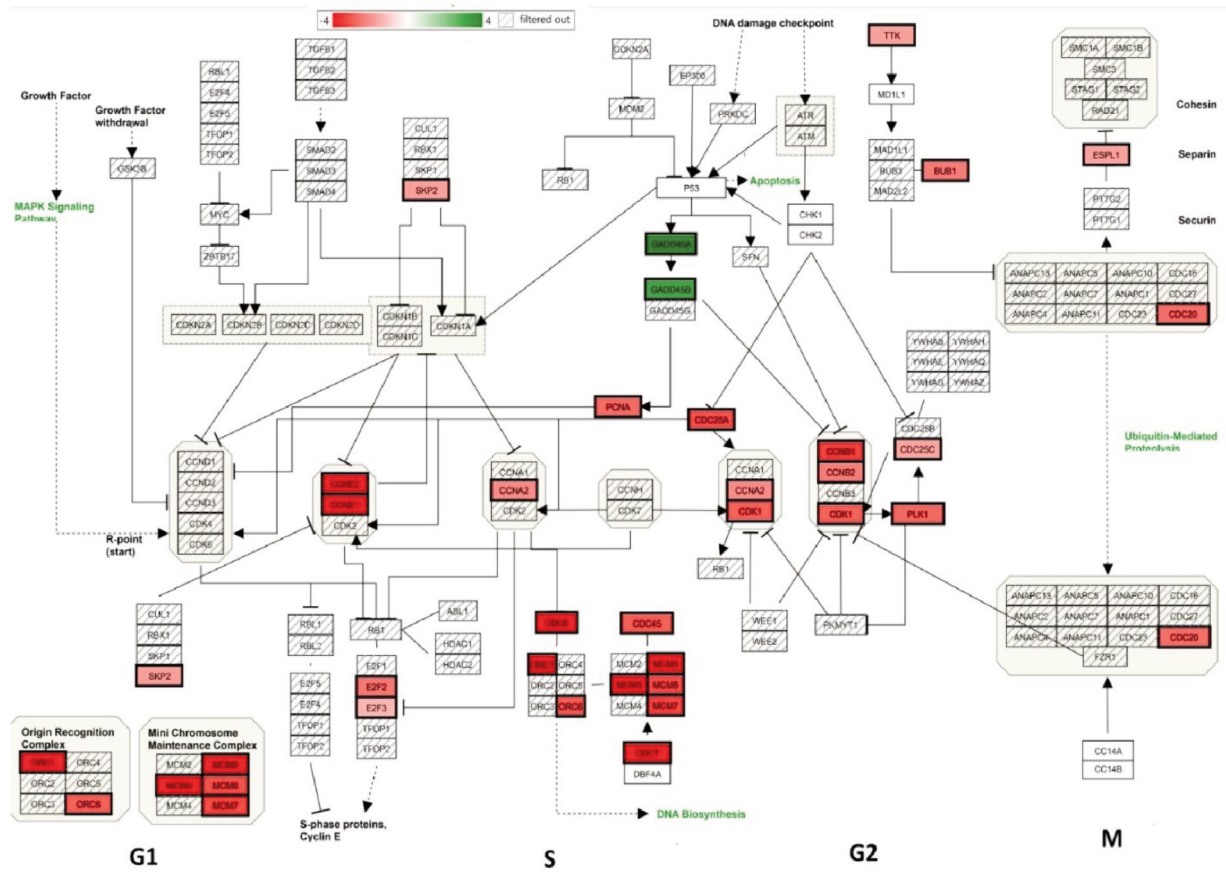 -4
4
filtered out
DNA damage checkpoint
Growth Factor
Growth Factor
withdrawal
GSK3B
MAPK Signaling
Pathway
RBL1
E2F4
E2F5
TFDP1
TFDP2
MYC
ZBTB17
TGFB1
TGFB2
TGFB3
SMAD2
SMAD3
SMAD4
CUL1
RBX1
SKP1
SKP2
CDKN2A
MDM2
RB1
EP300
PRKDC
ATR
ATM
P53
Apoptosis
CHK1
CHK2
GADD45A
GADD45B
GADD45G
SFN
TTK
MD1L1
MAD1L1
BUB3
MAD2L2
BUB1
SMC1A SMC1B
SMC3
STAG1 STAG2
RAD21
Cohesin
ESPL1
Separin
PTTG2
PTTG1
Securin
ANAPC13 ANAPC5 ANAPC10 CDC16
ANAPC2 ANAPC7 ANAPC1 CDC27
ANAPC4 ANAPC11 CDC23 CDC20
CDKN2A CDKN2B CDKN2C CDKN2D
CDKN1B
CDKN1C
CDKN1A
YWHAB YWHAH
YWHAE YWHAQ
YWHAG YWHAZ
PCNA
CDC25A
CDC25B
CDC25C
Ubiquitin-Mediated
Proteolysis
CCND1
CCND2
CCND3
CDK4
CDK6
CDK2
CCNA1
CCNA2
CDK2
CCNH
CDK7
CCNA1
CCNA2
CDK1
CCNB1
CCNB2
CCNB3
CDK1
PLK1
R-point
(start)
RB1
CUL1
RBX1
SKP1
SKP2
RBL1
RBL2
RB1
ABL1
HDAC1
HDAC2
E2F5
E2F4
TFDP1
TFDP2
E2F1
E2F2
E2F3
TFDP1
TFDP2
CDC45
ORC4
ORC2 ORC5
ORC3 ORC6
MCM2
MCM6
MCM4 MCM7
DBF4A
WEE1
WEE2
PKMYT1
ANAPC13 ANAPC5 ANAPC10 CDC16
ANAPC2 ANAPC7 ANAPC1 CDC27
ANAPC4 ANAPC11 CDC23 CDC20
FZR1
CC14A
CC14B
Origin Recognition
Complex
ORC4
ORC2 ORC5
ORC3 ORC6
Mini Chromosome
Maintenance Complex
MCM2
MCM6
MCM4 MCM7
S-phase proteins,
Cyclin E
DNA Biosynthesis
G1
S
G2
M